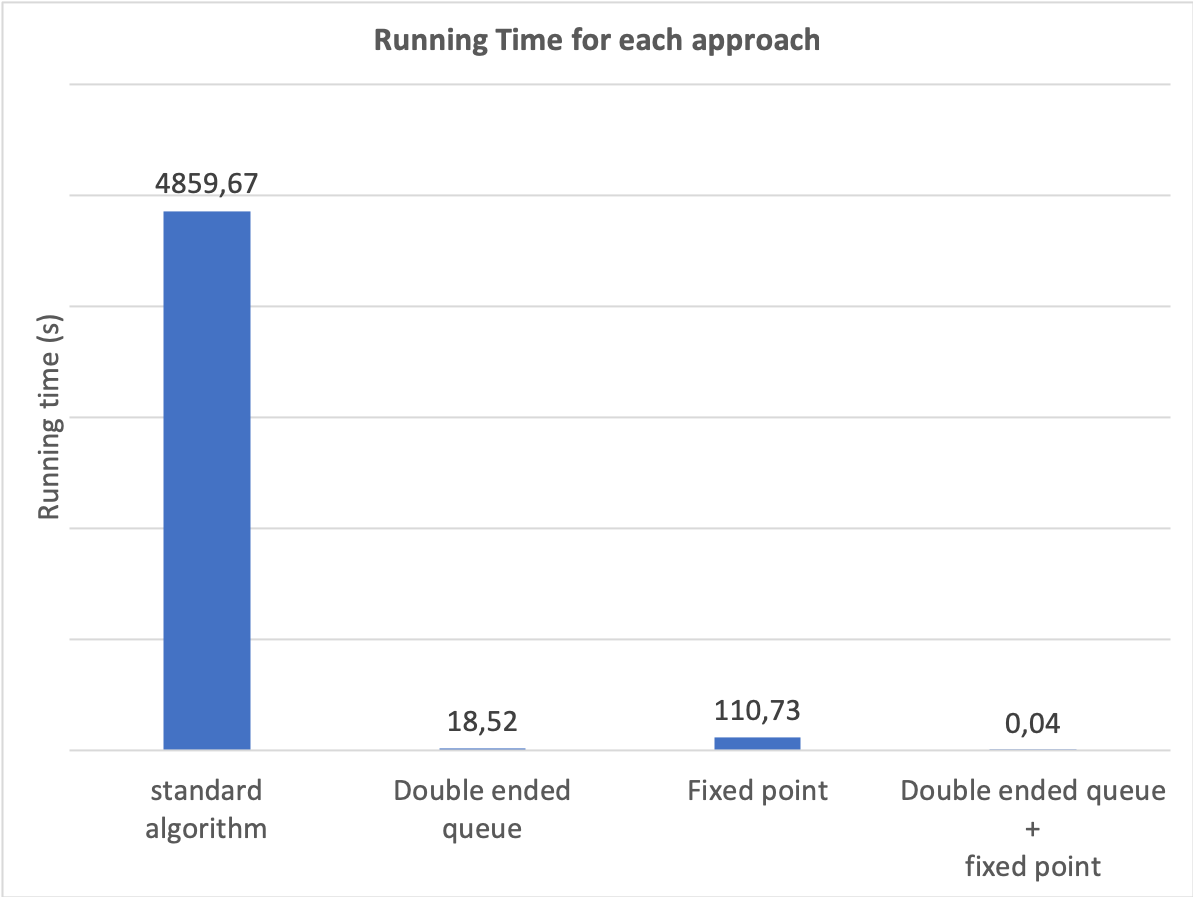 Running Time for each approach
4859,67
18,52
110,73
0,04
Running time (s)
standard
algorithm
Double ended
queue
Fixed point
Double ended queue
+
fixed point